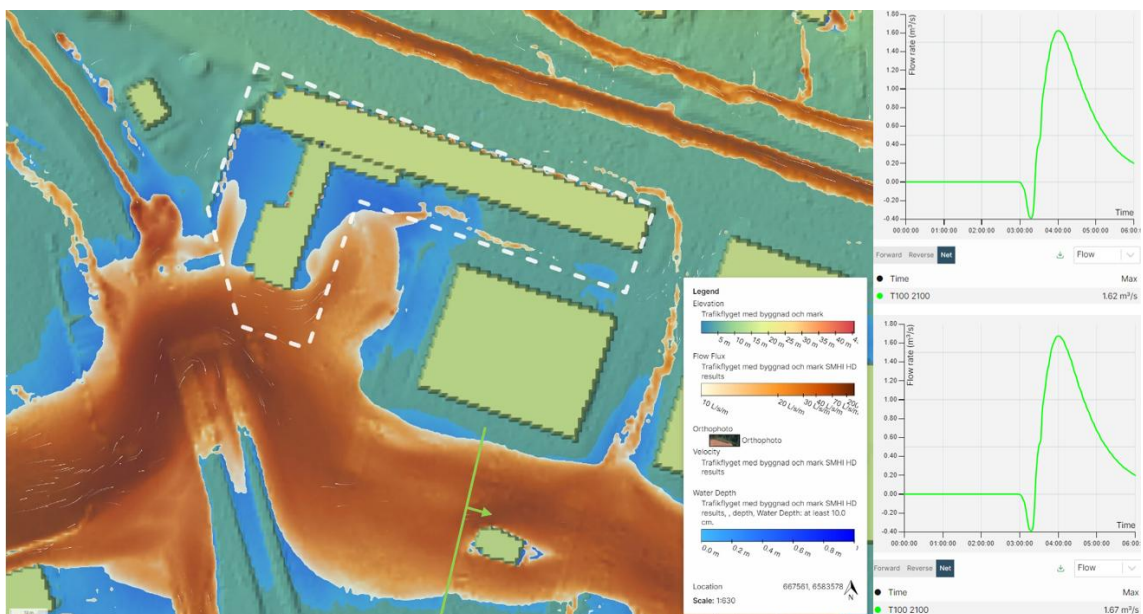 Legend
Elevation
Trafikflyget med byggnad och mark
5 m 10 m 15 m 20 m 25 m 30 m 35 m 40 m 4.
Flow Flux
Trafikflyget med byggnad och mark SMHI HD
results
10 L/s/m 20 L/s/m 30 L/s/m
Orthophoto
Orthophoto
Velocity
Trafikflyget med byggnad och mark SMHI HD
results
Water Depth
Trafikflyget med byggnad och mark SMHI HD
results, , depth, Water Depth: at least 10.0
cm.
0.0 m 0.2 m 0.4 m 0.6 m 0.8 m
Location 667561, 6583578
Scale: 1:630
N
Flow rate (m³/s)
1.80
1.60
1.40
1.20
1.00
0.80
0.60
0.40
0.20
0.00
-0.20
-0.40
Time
00:00:00 01:00:00 02:00:00 03:00:00 04:00:00 05:00:00 06:00
Forward Reverse Net Flow
Time Max
T100 2100 1.62 m³/s
Flow rate (m³/s)
1.80
1.60
1.40
1.20
1.00
0.80
0.60
0.40
0.20
0.00
-0.20
-0.40
Time
00:00:00 01:00:00 02:00:00 03:00:00 04:00:00 05:00:00 06:00
Forward Reverse Net Flow
Time Max
T100 2100 1.67 m³/s